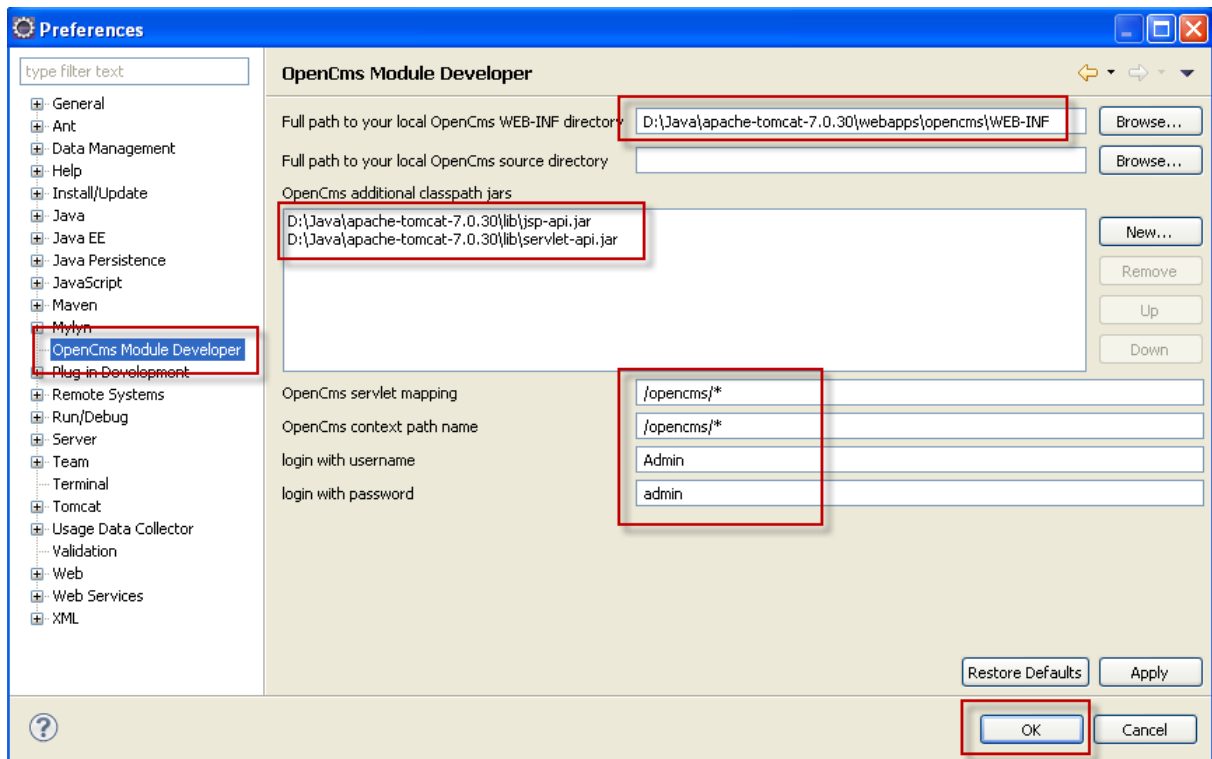 Preferences
type filter text
General
Ant
Data Management
Help
Install/Update
Java
Java EE
Java Persistence
JavaScript
Maven
Mylyn
OpenCms Module Developer
Plug-in Development
Remote Systems
Run/Debug
Server
Team
Terminal
Tomcat
Usage Data Collector
Validation
Web
Web Services
XML
OpenCms Module Developer
Full path to your local OpenCms WEB-INF directory D:\Java\apache-tomcat-7.0.30\webapps\opencms\WEB-INF Browse...
Full path to your local OpenCms source directory Browse...
OpenCms additional classpath jars
D:\Java\apache-tomcat-7.0.30\lib\jsp-api.jar
D:\Java\apache-tomcat-7.0.30\lib\servlet-api.jar
New...
Remove
Up
Down
OpenCms servlet mapping /opencms/*
OpenCms context path name /opencms/*
login with username Admin
login with password admin
Restore Defaults Apply
? OK Cancel